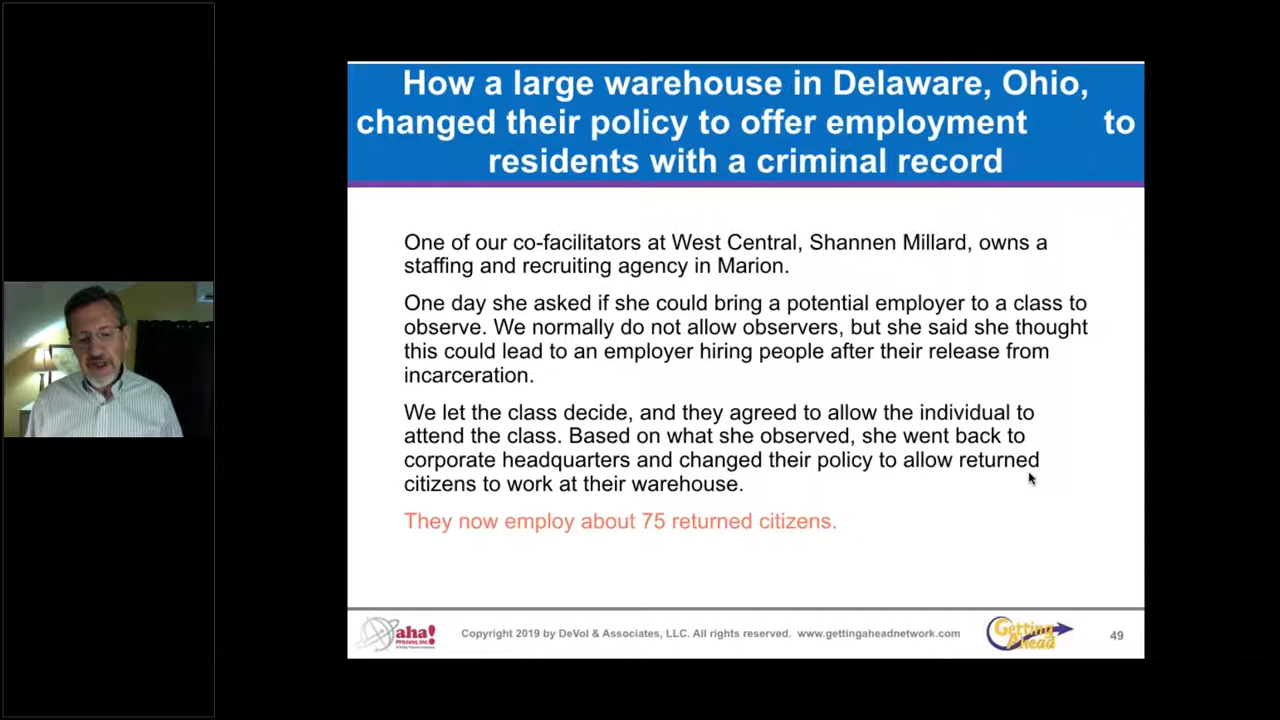 How a large warehouse in Delaware, Ohio,
changed their policy to offer employment to
residents with a criminal record
One of our co-facilitators at West Central, Shannen Millard, owns a
staffing and recruiting agency in Marion.
One day she asked if she could bring a potential employer to a class to
observe. We normally do not allow observers, but she said she thought
this could lead to an employer hiring people after their release from
incarceration.
We let the class decide, and they agreed to allow the individual to
attend the class. Based on what she observed, she went back to
corporate headquarters and changed their policy to allow returned
citizens to work at their warehouse.
They now employ about 75 returned citizens.
aha!
Process, Inc.
Copyright 2019 by DeVol & Associates, LLC. All rights reserved. www.gettingaheadnetwork.com
Getting
Ahead
49